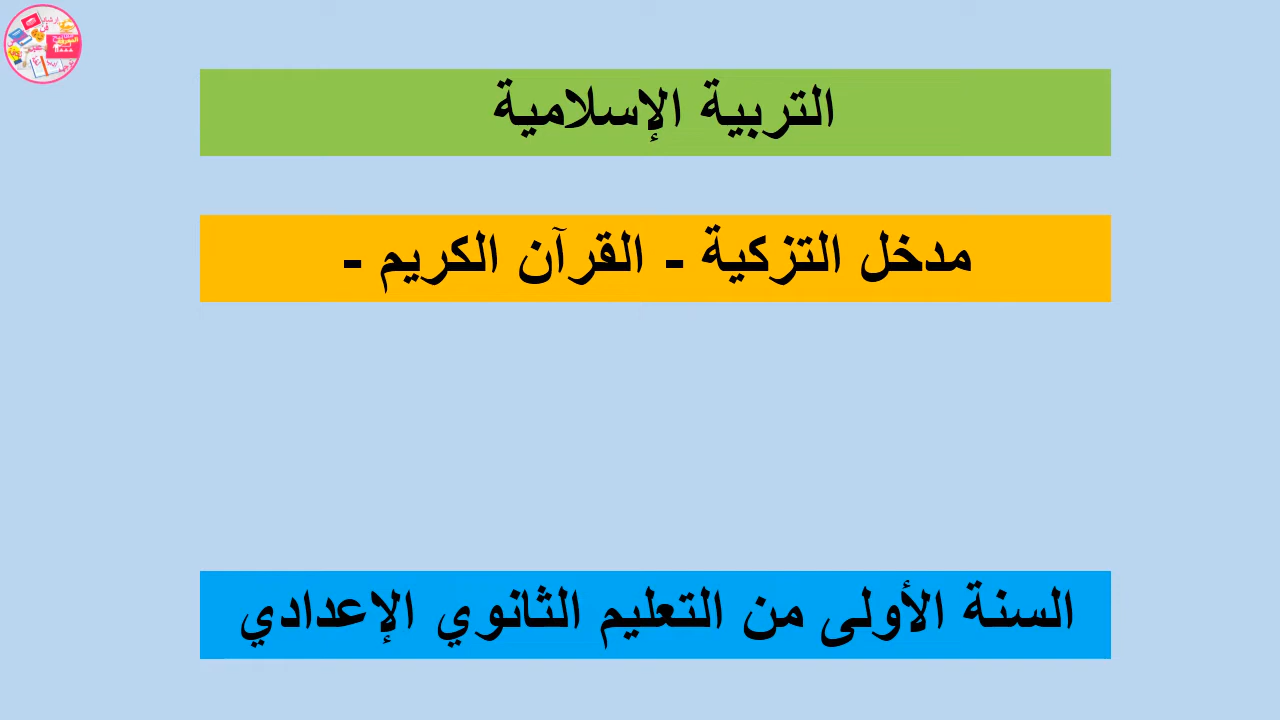 التربية الإسلامية
مدخل التزكية - القرآن الكريم -
السنة الأولى من التعليم الثانوي الإعدادي